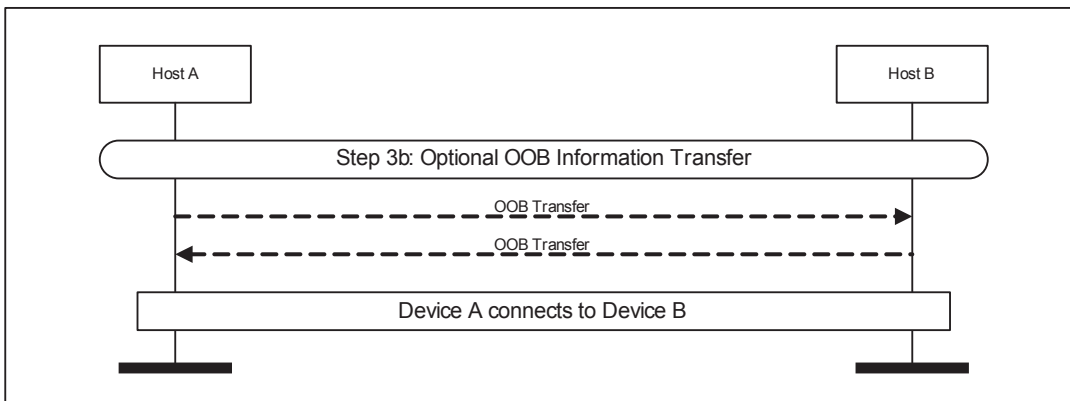 Host A
Host B
Step 3b: Optional OOB Information Transfer
OOB Transfer
OOB Transfer
Device A connects to Device B